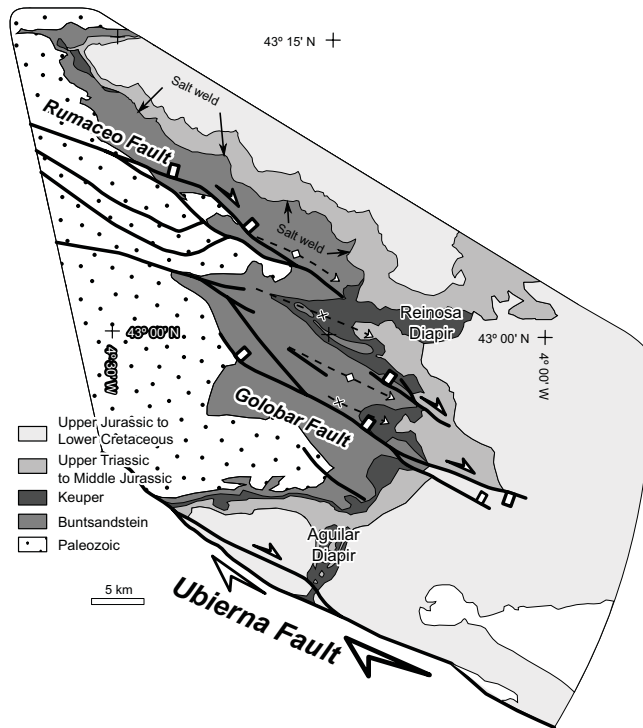 43º 15' N
Salt weld
Rumaceo Fault
Salt weld
Reinosa
Diapir
43º 00' N
43º 00' N
4º 30' W
4º 00' W
Golobar Fault
Upper Jurassic to
Lower Cretaceous
Upper Triassic
to Middle Jurassic
Keuper
Buntsandstein
Paleozoic
Aguilar
Diapir
5 km
Ubierna Fault